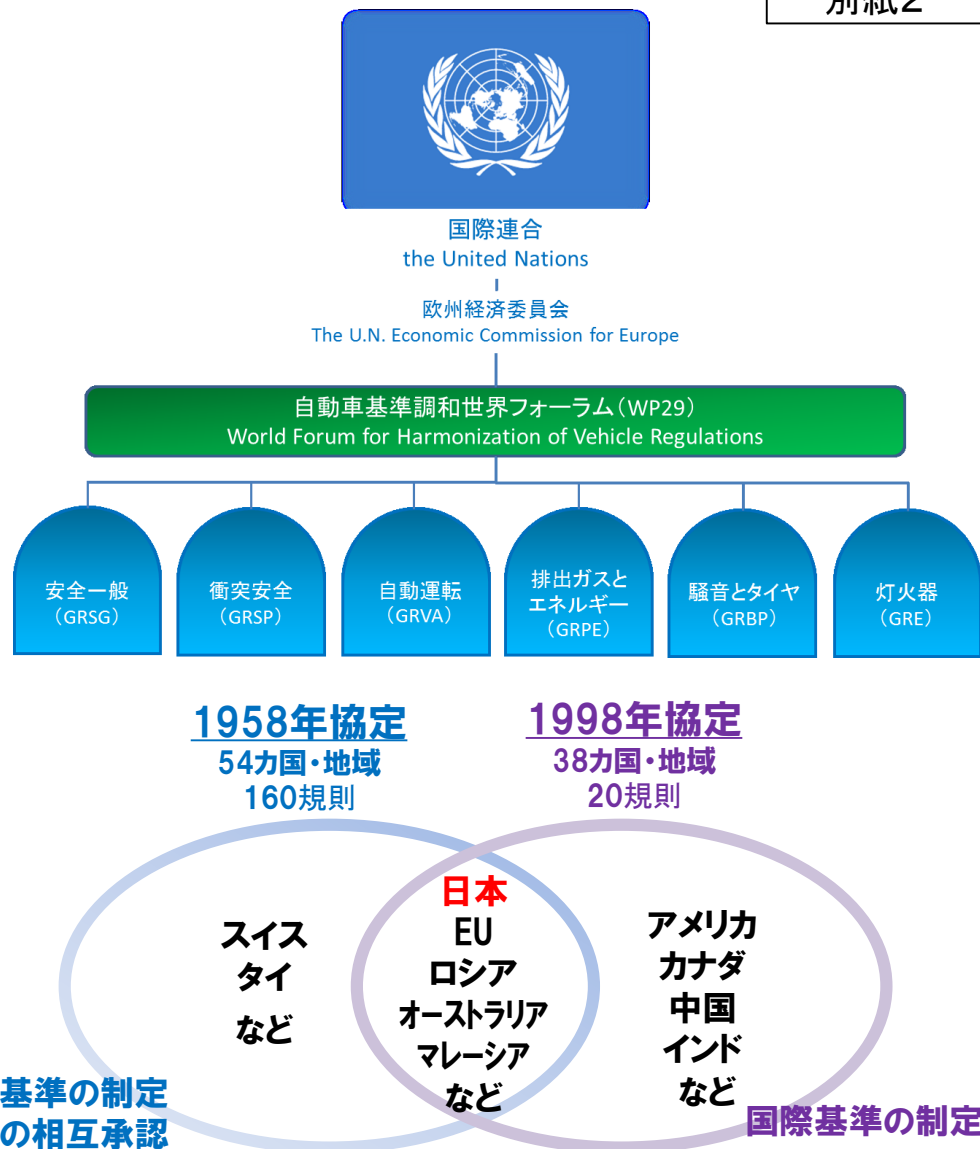 別紙2
国際連合
the United Nations
欧州経済委員会
The U.N. Economic Commission for Europe
自動車基準調和世界フォーラム（WP29）
World Forum for Harmonization of Vehicle Regulations
安全一般
（GRSG）
衝突安全
（GRSP）
自動運転
（GRVA）
排出ガスと
エネルギー
（GRPE）
騒音とタイヤ
（GRBP）
灯火器
（GRE）
1958年協定
54カ国・地域
160規則
1998年協定
38カ国・地域
20規則
スイス
タイ
など
日本
EU
ロシア
オーストラリア
マレーシア
など
アメリカ
カナダ
中国
インド
など
基準の制定
の相互承認
国際基準の制定